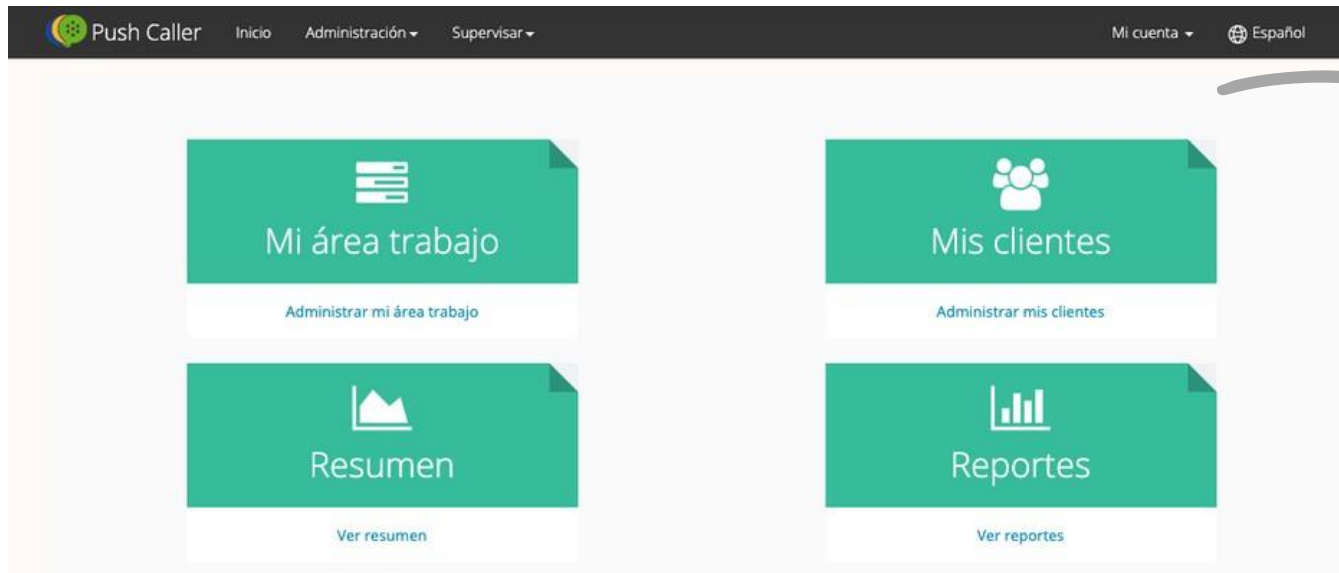 Push Caller Inicio Administración Supervisar Mi cuenta Español
Mi área trabajo
Administrar mi área trabajo
Mis clientes
Administrar mis clientes
Resumen
Ver resumen
Reportes
Ver reportes